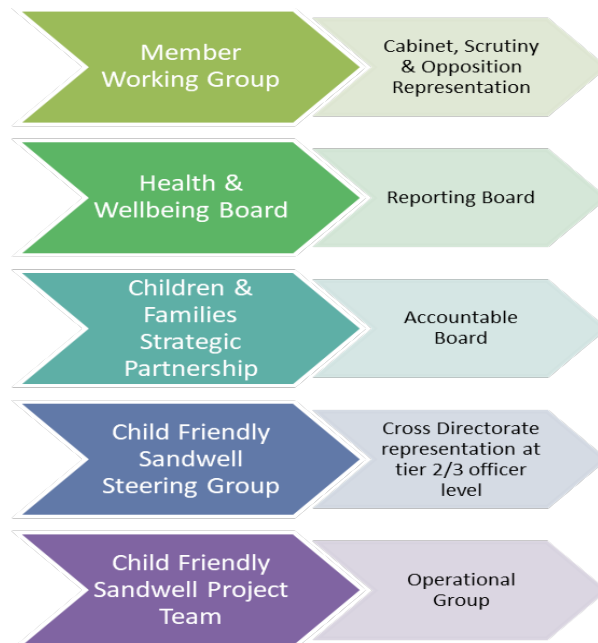 Member
Working Group
Cabinet, Scrutiny
& Opposition
Representation
Health &
Wellbeing Board
Reporting Board
Children &
Families
Strategic
Partnership
Accountable
Board
Child Friendly
Sandwell
Steering Group
Cross Directorate
representation at
tier 2/3 officer
level
Child Friendly
Sandwell Project
Team
Operational
Group